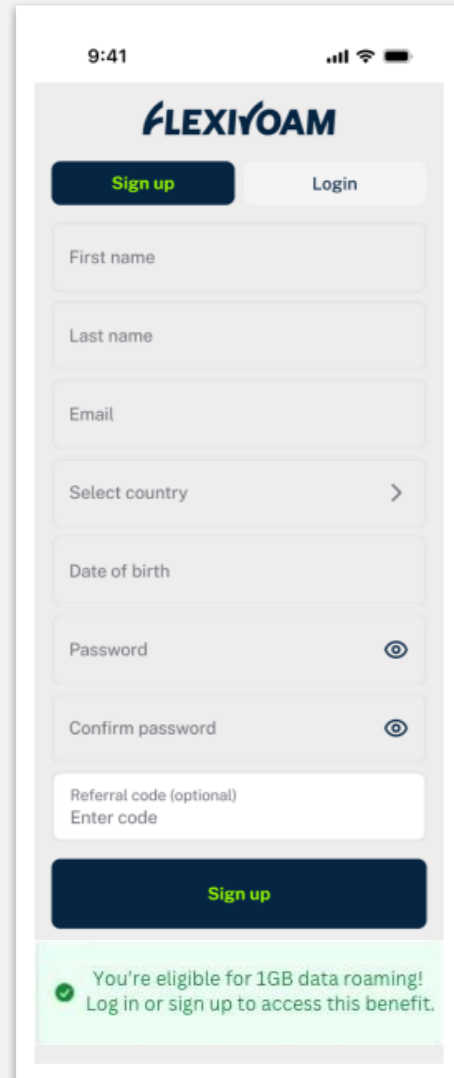 9:41
FLEXIROAM
Sign up
Login
First name
Last name
Email
Select country
Date of birth
Password
Confirm password
Referral code (optional)
Enter code
Sign up
You're eligible for 1GB data roaming!
Log in or sign up to access this benefit.